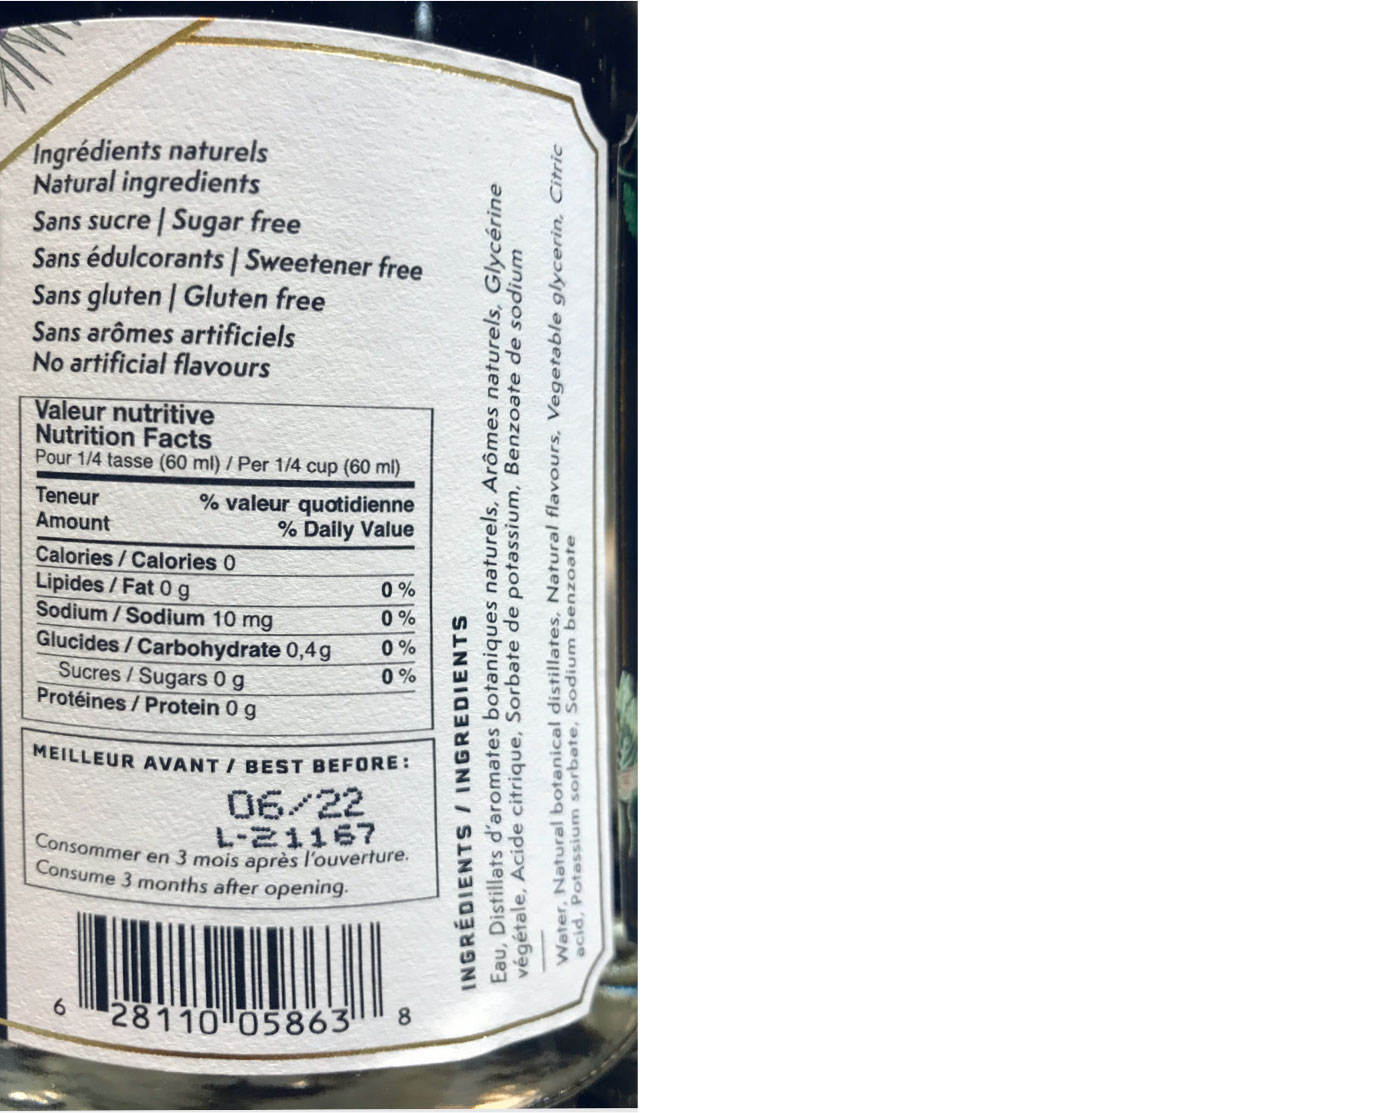 Ingrédients naturels
Natural ingredients
Sans sucre | Sugar free
Sans édulcorants | Sweetener free
Sans gluten | Gluten free
Sans arômes artificiels
No artificial flavours
Valeur nutritive
Nutrition Facts
Pour 1/4 tasse (60 ml) / Per 1/4 cup (60 ml)
Teneur % valeur quotidienne
Amount % Daily Value
Calories / Calories 0
Lipides / Fat 0 g 0 %
Sodium / Sodium 10 mg 0 %
Glucides / Carbohydrate 0,4g 0 %
Sucres / Sugars 0 g 0 %
Protéines / Protein 0 g
MEILLEUR AVANT / BEST BEFORE:
06/22
L-21167
Consommer en 3 mois après l'ouverture.
Consume 3 months after opening.
6 28110 05863 8
INGRÉDIENTS / INGREDIENTS
Eau, Distillats d'aromates botaniques naturels, Arômes naturels, Glycérine
végétale, Acide citrique, Sorbate de potassium, Benzoate de sodium
Water, Natural botanical distillates, Natural flavours, Vegetable glycerin, Citric
acid, Potassium sorbate, Sodium benzoate